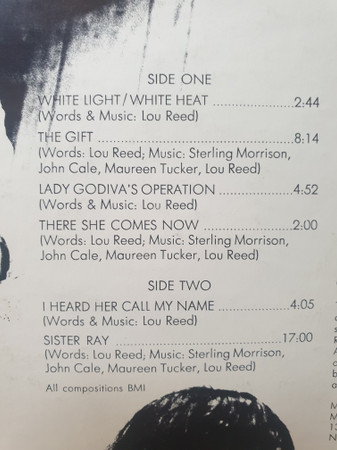 SIDE ONE
WHITE LIGHT/WHITE HEAT ..................2:44
(Words & Music: Lou Reed)
THE GIFT ............................................8:14
(Words: Lou Reed; Music: Sterling Morrison,
John Cale, Maureen Tucker, Lou Reed)
LADY GODIVA'S OPERATION ................4:52
(Words & Music: Lou Reed)
THERE SHE COMES NOW ..................2:00
(Words: Lou Reed; Music: Sterling Morrison,
John Cale, Maureen Tucker, Lou Reed)
SIDE TWO
I HEARD HER CALL MY NAME ...............4:05
(Words & Music: Lou Reed)
SISTER RAY ......................................17:00
(Words: Lou Reed; Music: Sterling Morrison,
John Cale, Maureen Tucker, Lou Reed)
All compositions BMI